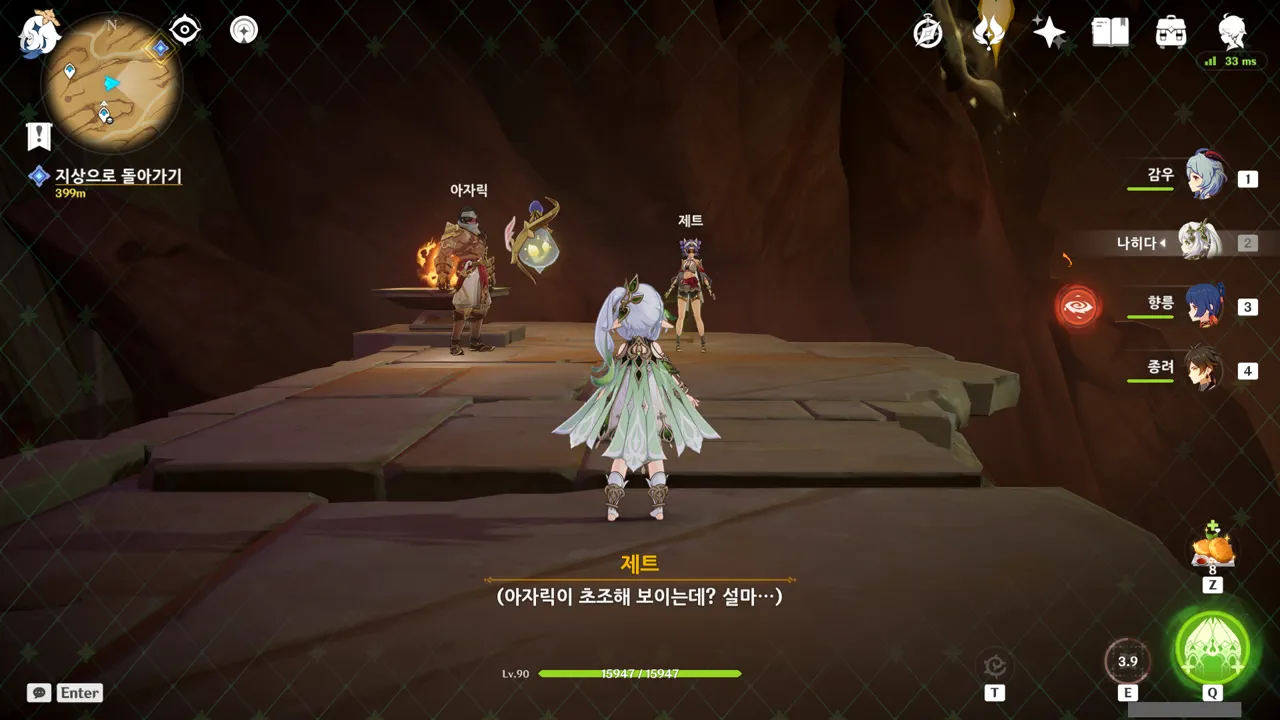 N
33 ms
지상으로 돌아가기
399m
아자릭
제트
감우
1
나히다
2
향릉
3
종려
4
제트
(아자릭이 초조해 보이는데? 설마…)
8
Z
Lv.90
15947 / 15947
3.9
T
E
Q
Enter